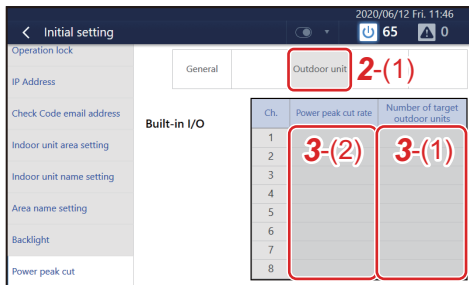 2020/06/12 Fri. 11:46
Initial setting
65
0
Operation lock
IP Address
Check Code email address
Indoor unit area setting
Indoor unit name setting
Area name setting
Backlight
Power peak cut
General
Outdoor unit
2-(1)
Built-in I/O
Ch.
Power peak cut rate
Number of target
outdoor units
1
2
3
4
5
6
7
8
3-(2)
3-(1)